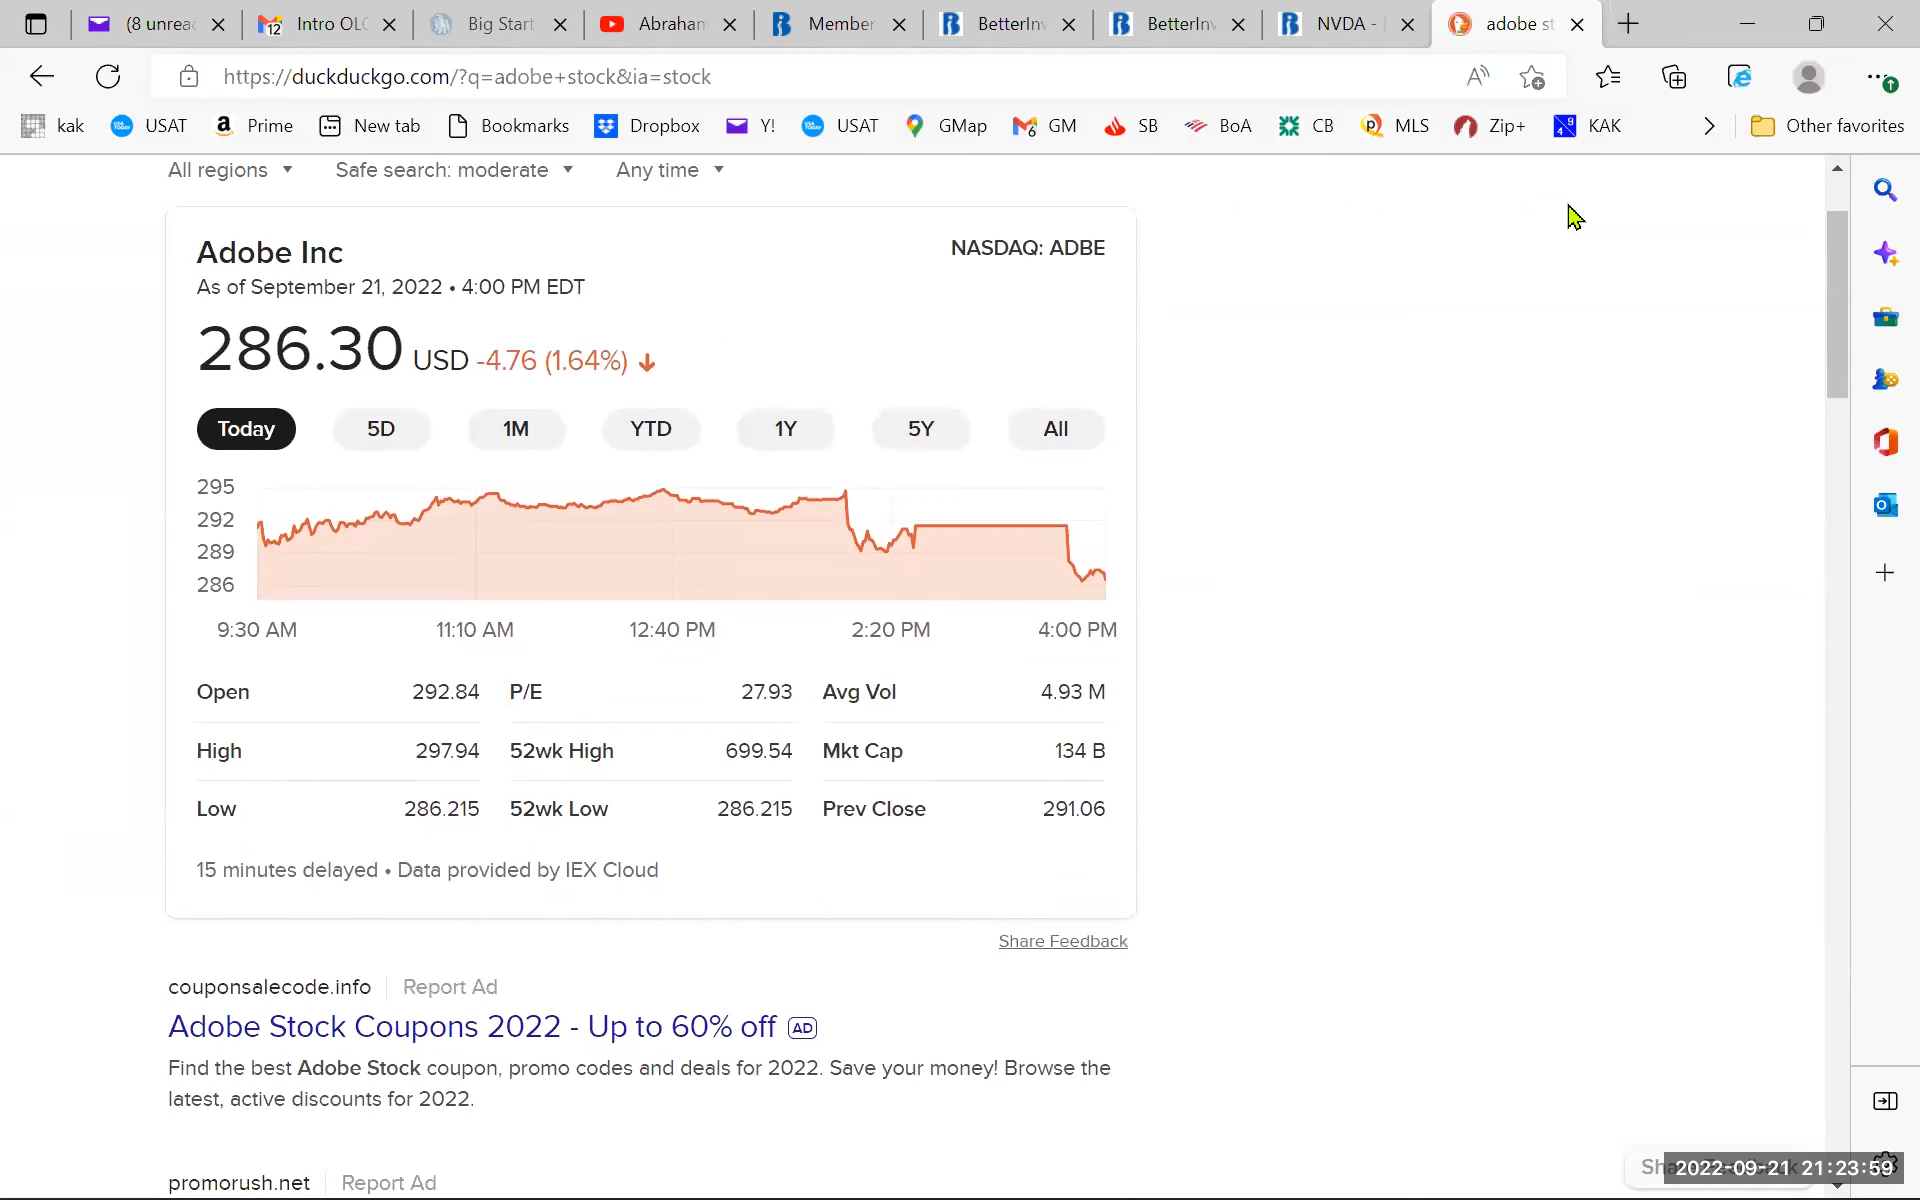 (8 unrea
12 Intro OLC
Big Start
Abraham
Member
BetterInv
BetterInv
NVDA -
adobe st
https://duckduckgo.com/?q=adobe+stock&ia=stock
kak
USAT
Prime
New tab
Bookmarks
Dropbox
Y!
USAT
GMap
GM
SB
BoA
CB
MLS
Zip+
KAK
Other favorites
All regions
Safe search: moderate
Any time
Adobe Inc
NASDAQ: ADBE
As of September 21, 2022 • 4:00 PM EDT
286.30 USD -4.76 (1.64%) ↓
Today 5D 1M YTD 1Y 5Y All
295
292
289
286
9:30 AM 11:10 AM 12:40 PM 2:20 PM 4:00 PM
Open 292.84 P/E 27.93 Avg Vol 4.93 M
High 297.94 52wk High 699.54 Mkt Cap 134 B
Low 286.215 52wk Low 286.215 Prev Close 291.06
15 minutes delayed • Data provided by IEX Cloud
Share Feedback
couponsalecode.info Report Ad
Adobe Stock Coupons 2022 - Up to 60% off AD
Find the best Adobe Stock coupon, promo codes and deals for 2022. Save your money! Browse the
latest, active discounts for 2022.
promorush.net Report Ad
2022-09-21 21:23:59